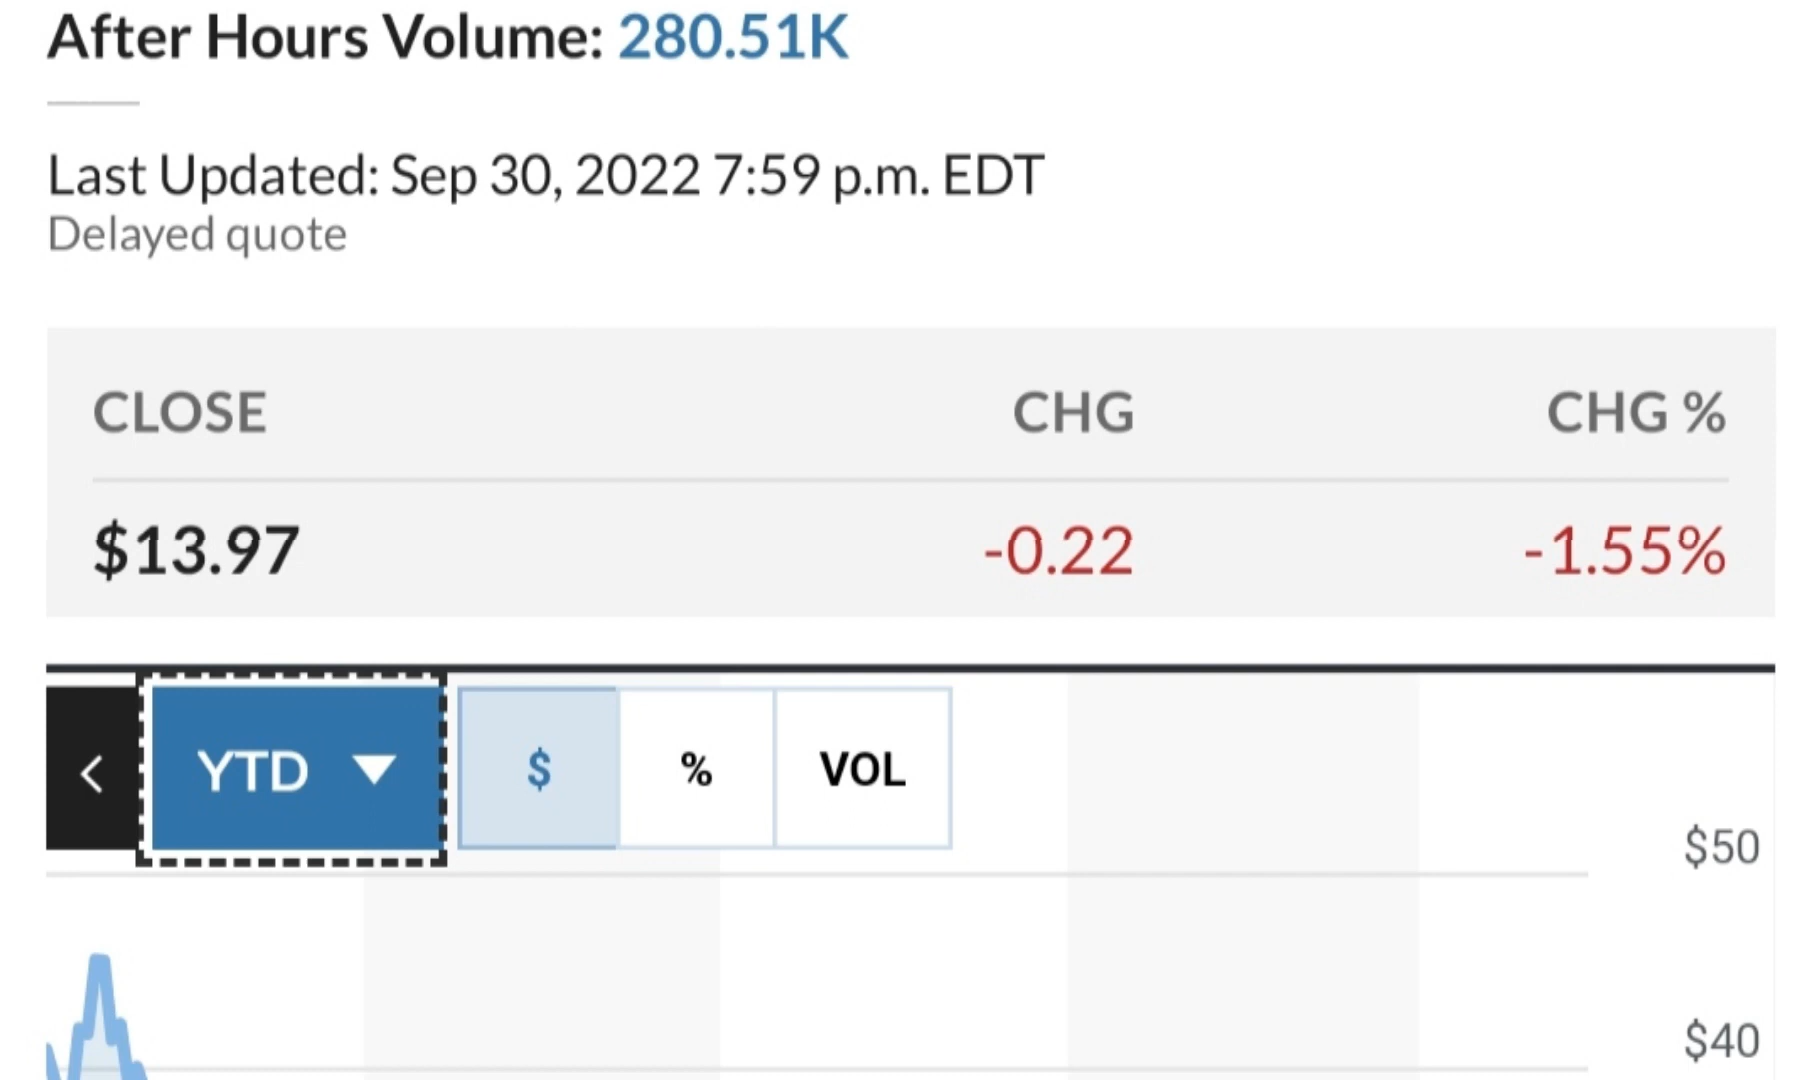 After Hours Volume: 280.51K
Last Updated: Sep 30, 2022 7:59 p.m. EDT
Delayed quote
CLOSE CHG CHG %
$13.97 -0.22 -1.55%
YTD $ % VOL
$50
$40